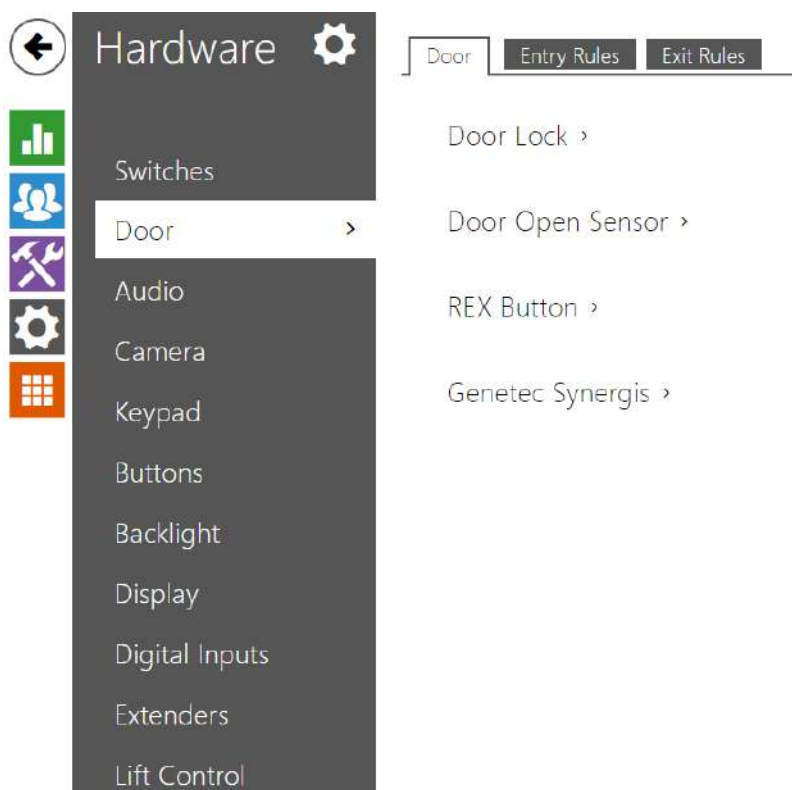 Hardware
Switches
Door
Audio
Camera
Keypad
Buttons
Backlight
Display
Digital Inputs
Extenders
Lift Control
Door Entry Rules Exit Rules
Door Lock ›
Door Open Sensor ›
REX Button ›
Genetec Synergis ›